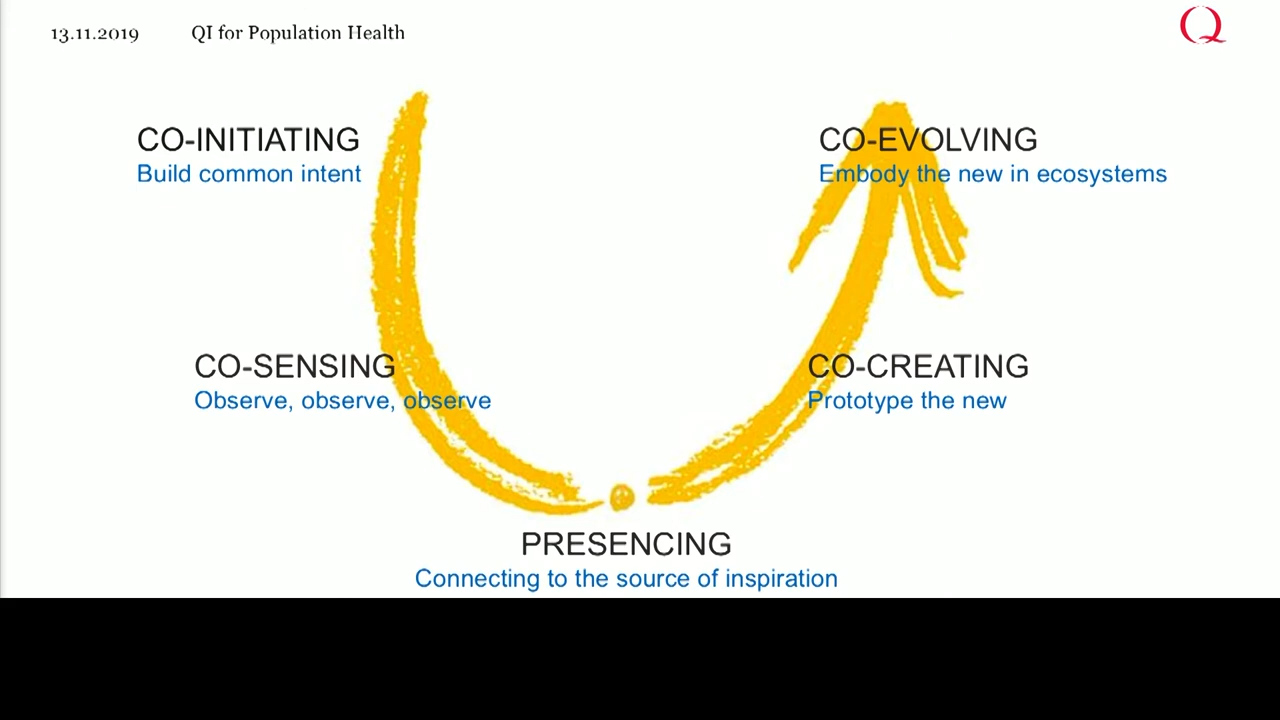 13.11.2019 QI for Population Health
Q
CO-INITIATING
Build common intent
CO-EVOLVING
Embody the new in ecosystems
CO-SENSING
Observe, observe, observe
CO-CREATING
Prototype the new
PRESENCING
Connecting to the source of inspiration